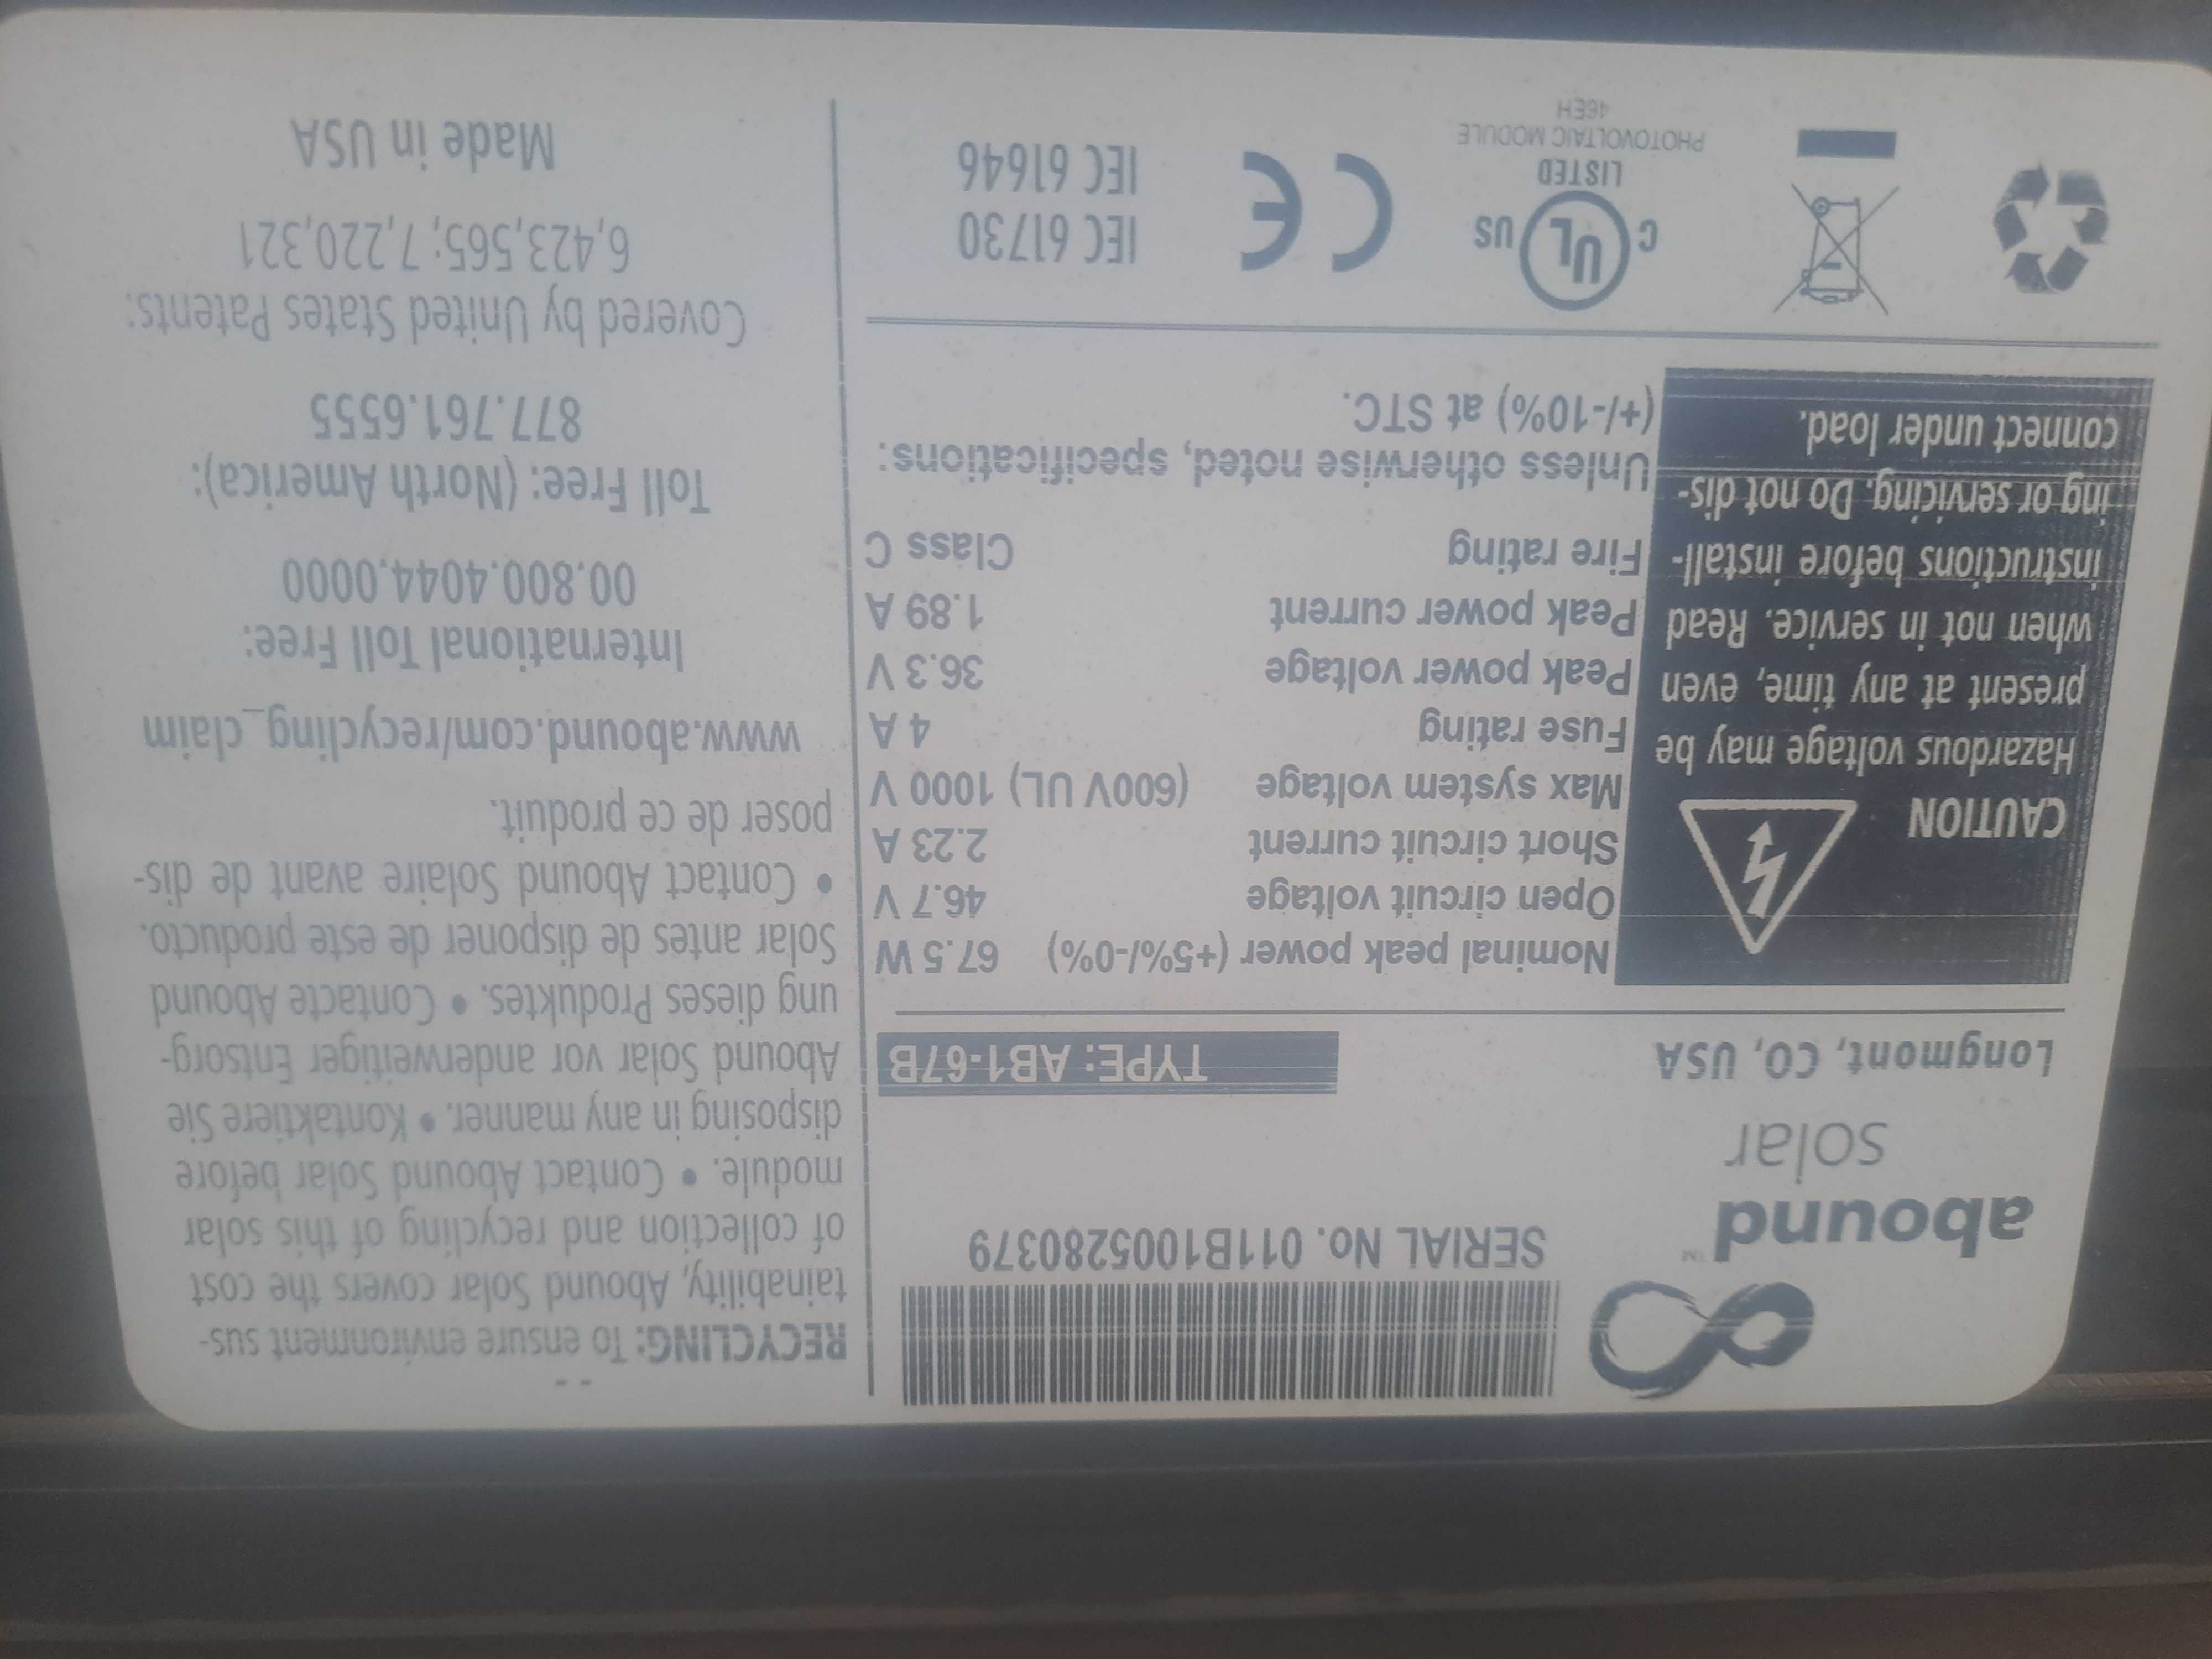 abound™
solar
Longmont, CO, USA
SERIAL No. 011B1005280379
TYPE: AB1-67B
CAUTION
Hazardous voltage may be
present at any time, even
when not in service. Read
instructions before install-
ing or servicing. Do not dis-
connect under load.
Nominal peak power (+5%/-0%) 67.5 W
Open circuit voltage 46.7 V
Short circuit current 2.23 A
Max system voltage (600V UL) 1000 V
Fuse rating 4 A
Peak power voltage 36.3 V
Peak power current 1.89 A
Fire rating Class C
Unless otherwise noted, specifications:
(+/-10%) at STC.
C UL US
LISTED
PHOTOVOLTAIC MODULE
46EH
CE
IEC 61730
IEC 61646
RECYCLING: To ensure environment sus-
tainability, Abound Solar covers the cost
of collection and recycling of this solar
module. • Contact Abound Solar before
disposing in any manner. • Kontaktiere Sie
Abound Solar vor anderweitiger Entsorg-
ung dieses Produktes. • Contacte Abound
Solar antes de disponer de este producto.
• Contact Abound Solaire avant de dis-
poser de ce produit.
www.abound.com/recycling_claim
International Toll Free:
00.800.4044.0000
Toll Free: (North America):
877.761.6555
Covered by United States Patents:
6,423,565; 7,220,321
Made in USA